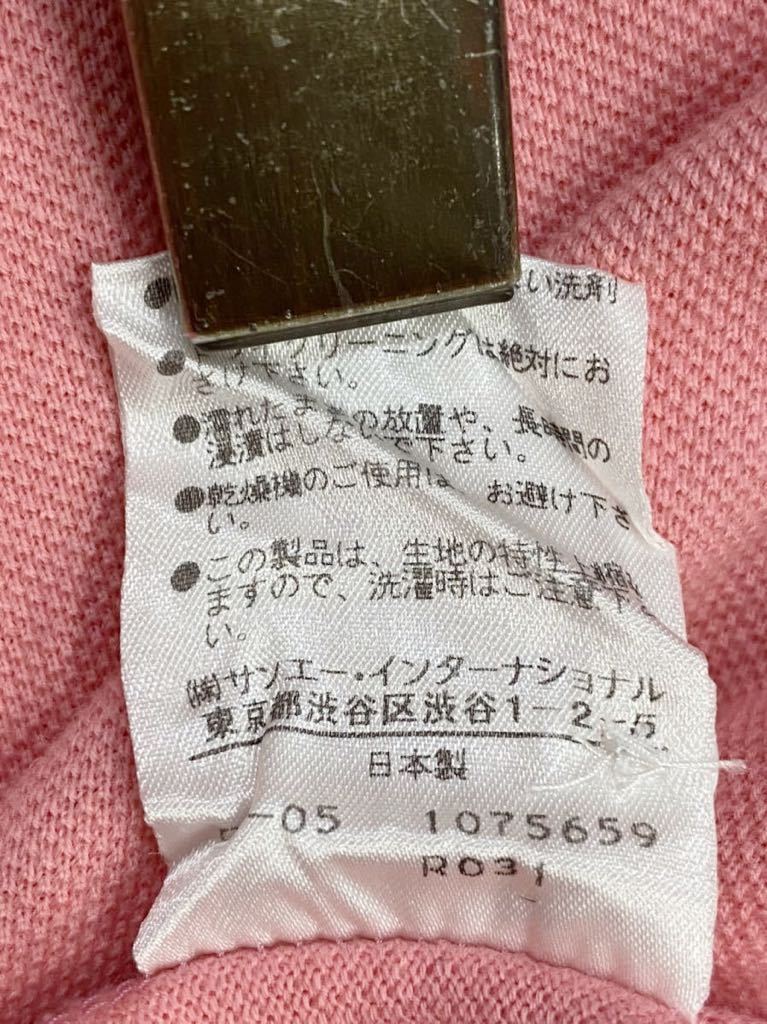 い洗剤
クリーニングは絶対にお
さけ下さい。
●濡れたままの放置や、長時間の
浸漬はしないで下さい。
●乾燥機のご使用は、お避け下さ
い。
●この製品は、生地の特性上縮み
ますので、洗濯時はご注意下さ
い。
(株)サンエー・インターナショナル
東京都渋谷区渋谷1-2-5
日本製
-05 1075659
R031